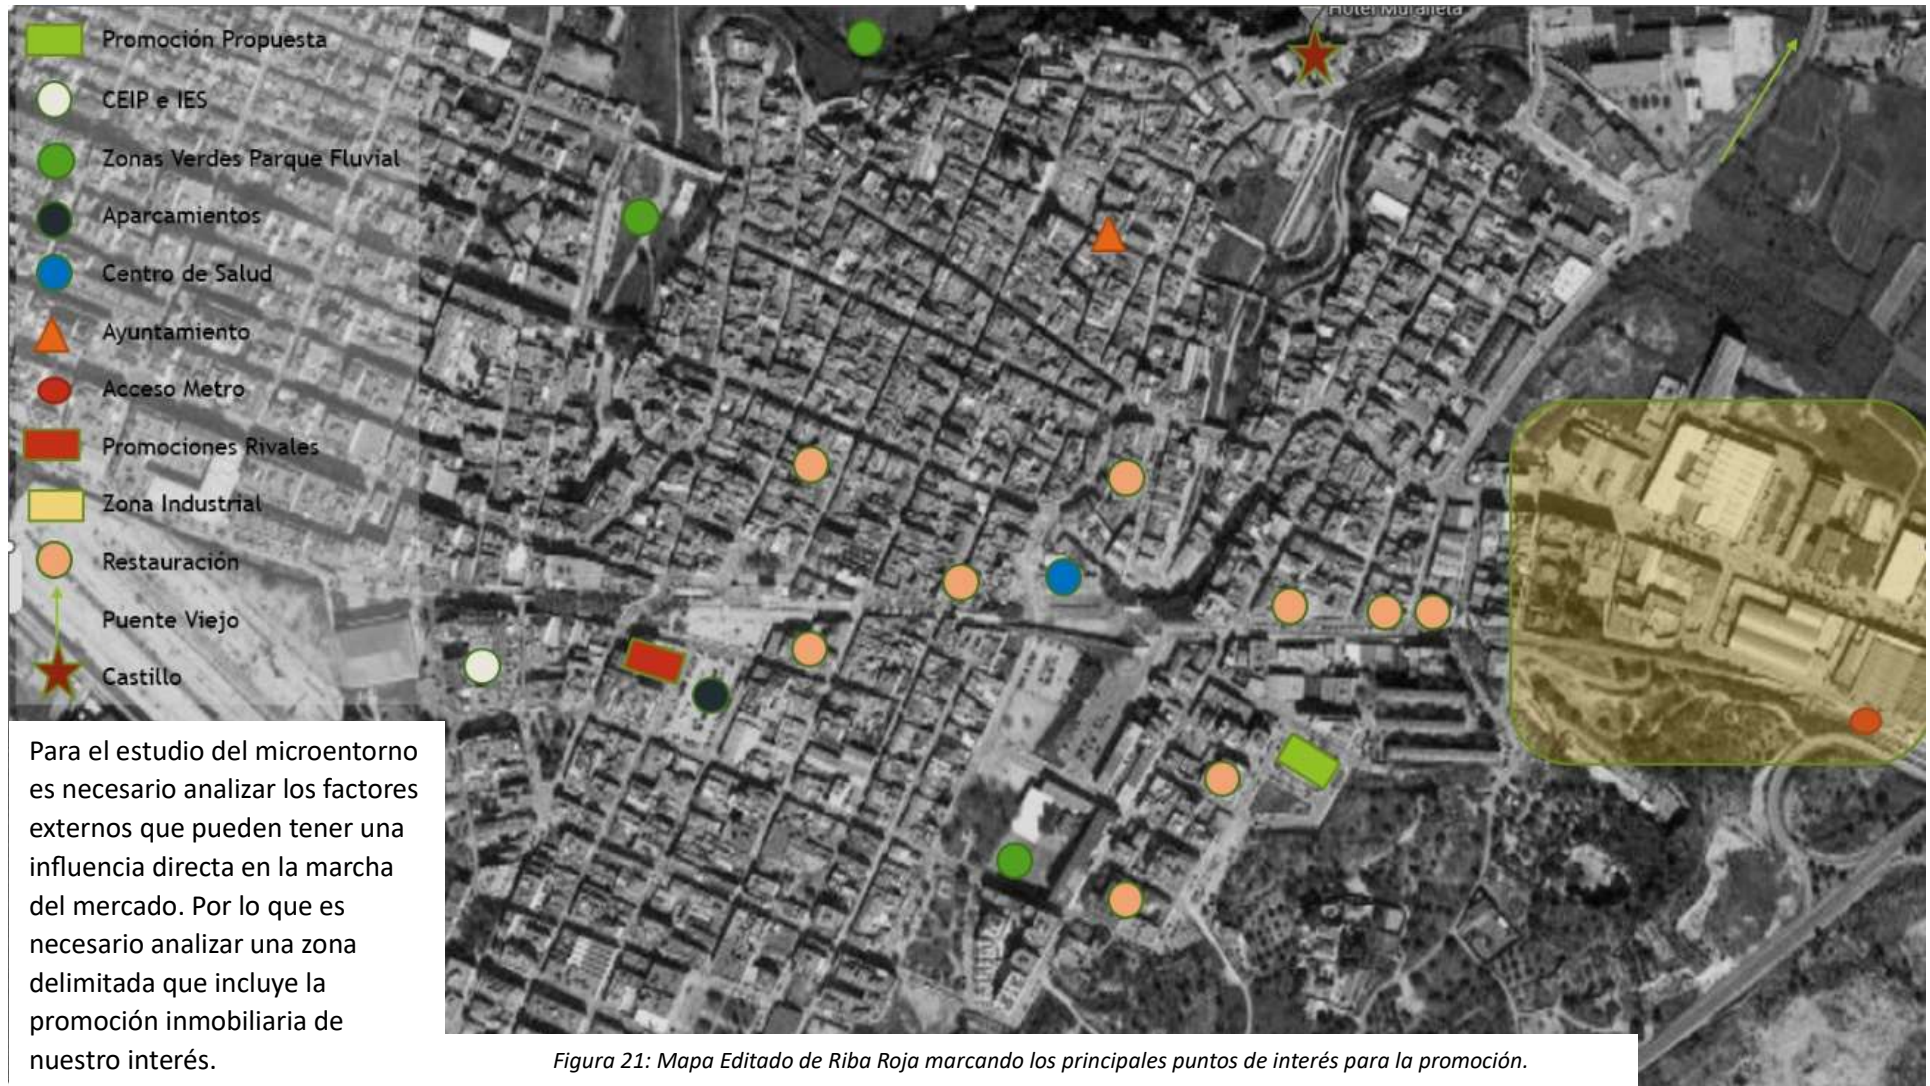 Hotel Muralleta
Promoción Propuesta
CEIP e IES
Zonas Verdes Parque Fluvial
Aparcamientos
Centro de Salud
Ayuntamiento
Acceso Metro
Promociones Rivales
Zona Industrial
Restauración
Puente Viejo
Castillo
Para el estudio del microentorno
es necesario analizar los factores
externos que pueden tener una
influencia directa en la marcha
del mercado. Por lo que es
necesario analizar una zona
delimitada que incluye la
promoción inmobiliaria de
nuestro interés.
Figura 21: Mapa Editado de Riba Roja marcando los principales puntos de interés para la promoción.